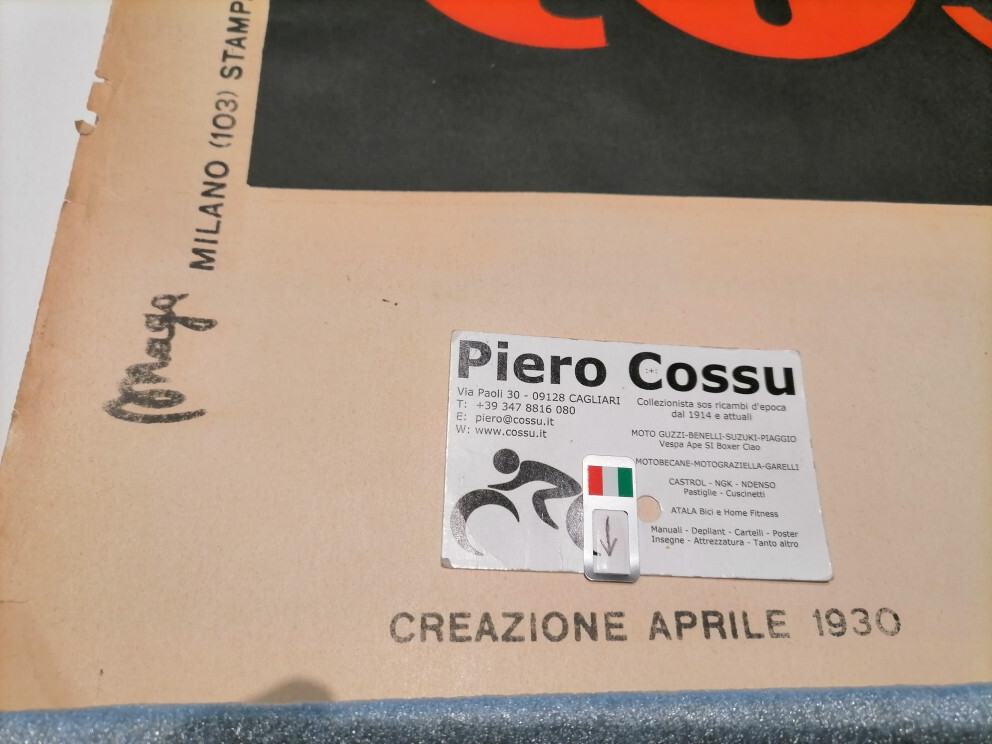 MILANO (103) STAMP
Mago
Piero Cossu
Via Paoli 30 - 09128 CAGLIARI
T: +39 347 8816 080
E: piero@cossu.it
W: www.cossu.it
Collezionista sos ricambi d'epoca
dal 1914 e attuali
MOTO GUZZI-BENELLI-SUZUKI-PIAGGIO
Vespa Ape SI Boxer Ciao
MOTOBECANE-MOTOGRAZIELLA-GARELLI
CASTROL - NGK - NDENSO
Pastiglie - Cuscinetti
ATALA Bici e Home Fitness
Manuali - Depliant - Cartelli - Poster
Insegne - Attrezzatura - Tanto altro
CREAZIONE APRILE 1930